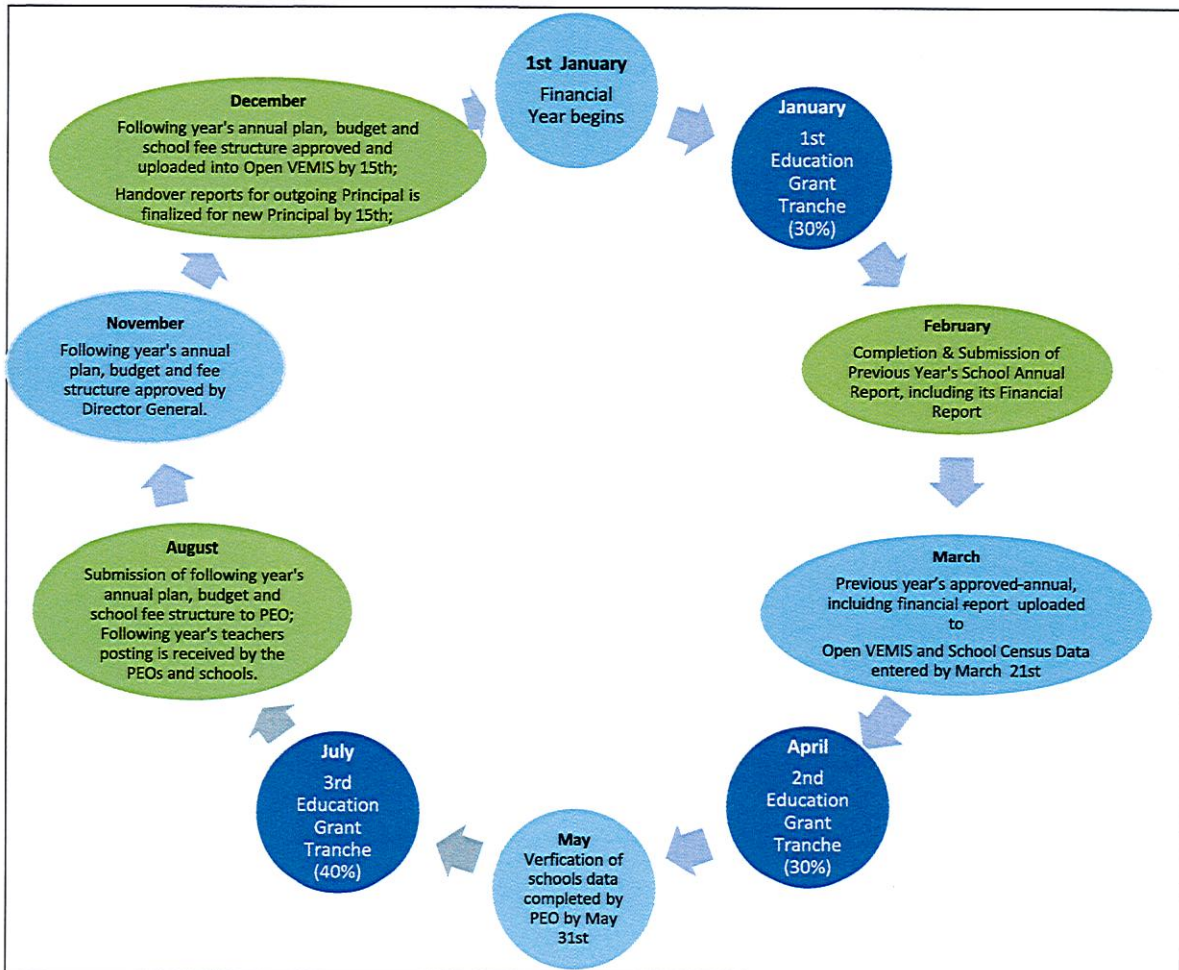 1st January
Financial
Year begins
January
1st
Education
Grant
Tranche
(30%)
February
Completion & Submission of
Previous Year's School Annual
Report, including its Financial
Report
March
Previous year's approved-annual,
incluidng financial report uploaded
to
Open VEMIS and School Census Data
entered by March 21st
April
2nd
Education
Grant
Tranche
(30%)
May
Verfication of
schools data
completed by
PEO by May
31st
July
3rd
Education
Grant
Tranche
(40%)
August
Submission of following year's
annual plan, budget and
school fee structure to PEO;
Following year's teachers
posting is received by the
PEOs and schools.
November
Following year's annual
plan, budget and fee
structure approved by
Director General.
December
Following year's annual plan, budget and
school fee structure approved and
uploaded into Open VEMIS by 15th;
Handover reports for outgoing Principal is
finalized for new Principal by 15th;